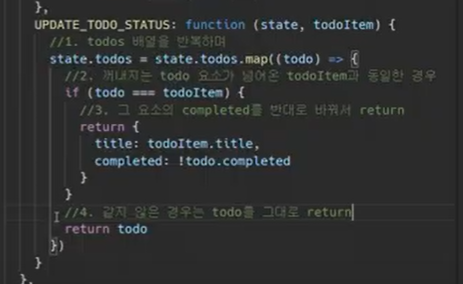 },
UPDATE_TODO_STATUS: function (state, todoItem) {
//1. todos 배열을 반복하며
state.todos = state.todos.map((todo) => {
//2. 꺼내지는 todo 요소가 넘어온 todoItem과 동일한 경우
if (todo === todoItem) {
//3. 그 요소의 completed를 반대로 바꿔서 return
return {
title: todoItem.title,
completed: !todo.completed
}
}
//4. 같지 않은 경우는 todo를 그대로 return
return todo
})
}
},